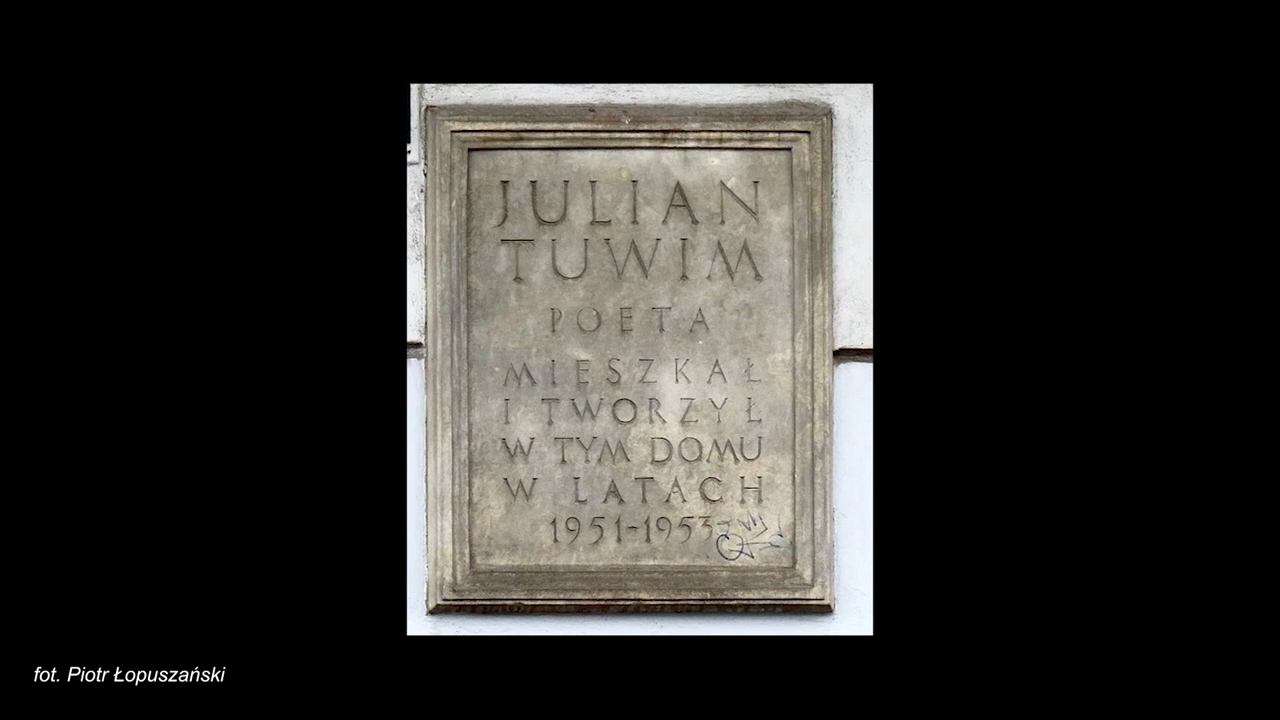 JULIAN
TUWIM
POETA
MIESZKAŁ
I TWORZYŁ
W TYM DOMU
W LATACH
1951-1953
fot. Piotr Łopuszański